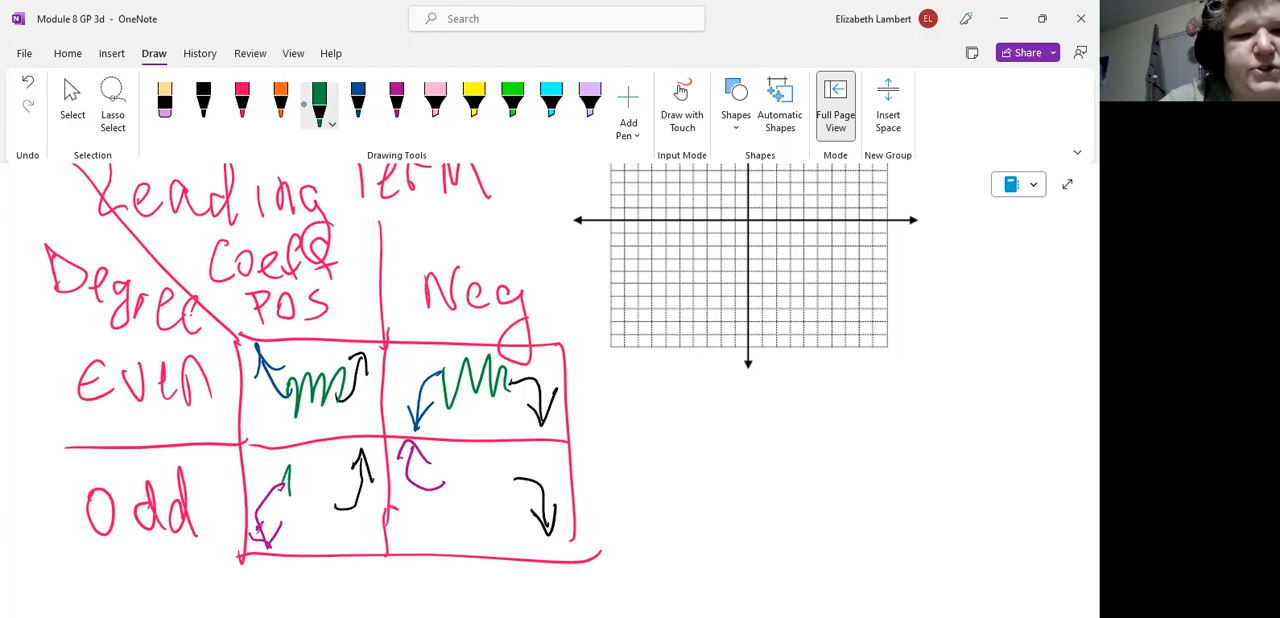 Module 8 GP 3d - OneNote
Search
Elizabeth Lambert EL
File Home Insert Draw History Review View Help
Share
Undo
Select
Lasso Select
Add Pen
Draw with Touch
Shapes
Automatic Shapes
Full Page View
Insert Space
Undo Selection Drawing Tools Input Mode Shapes Mode New Group
Leading Term
Coeff
Degree POS Neg
Even
Odd